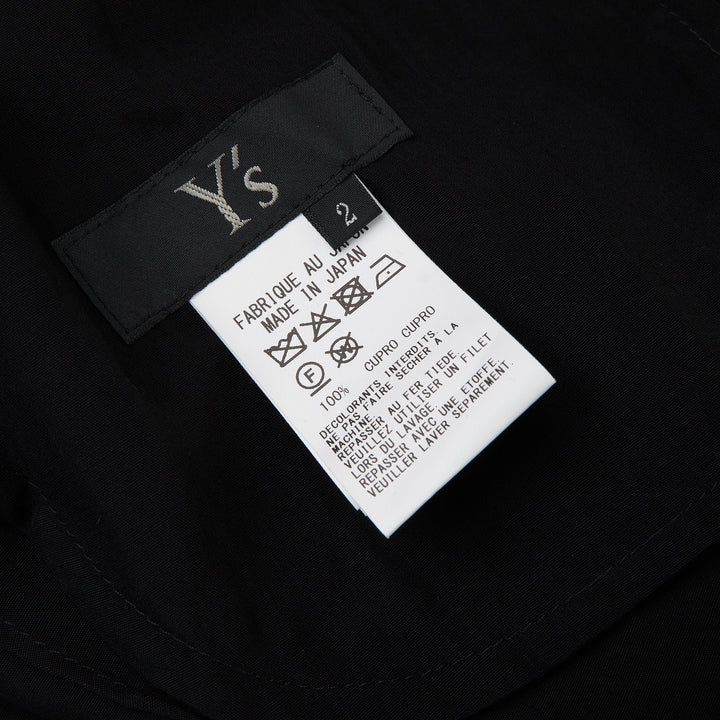 Y's
2
FABRIQUE AU JAPON
MADE IN JAPAN
100% CUPRO CUPRO
DECOLORANTS INTERDITS.
NE PAS FAIRE SECHER A LA
MACHINE.
REPASSER AU FER TIEDE.
VEUILLEZ UTILISER UN FILET
LORS DU LAVAGE.
REPASSER AVEC UNE ETOFFE.
VEUILLER LAVER SEPAREMENT.